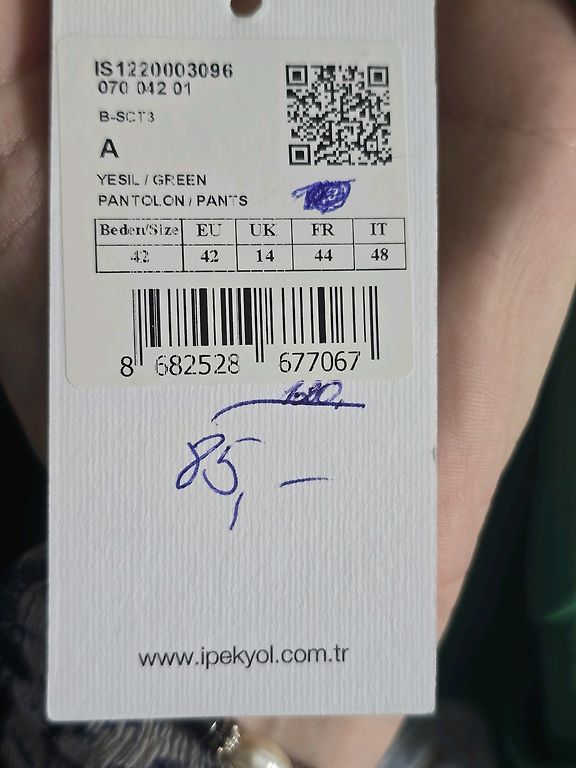 IS1220003096
070 042 01
B-SCT3
A
YESIL / GREEN
PANTOLON / PANTS
Beden/Size EU UK FR IT
42 42 14 44 48
8 682528 677067
85,–
www.ipekyol.com.tr